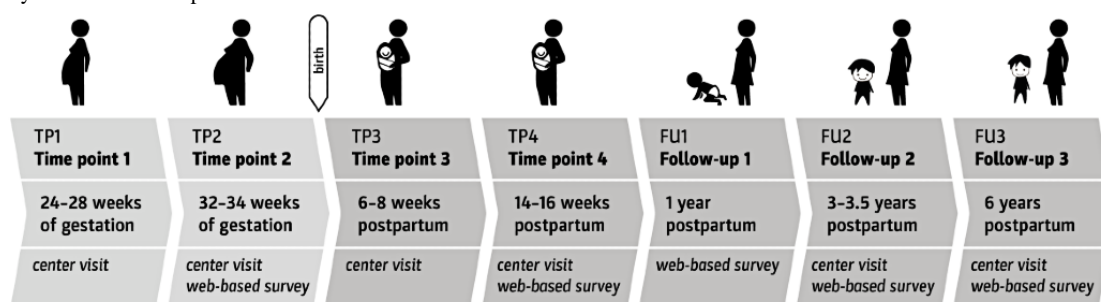 birth
TP1
Time point 1
24-28 weeks
of gestation
center visit
TP2
Time point 2
32-34 weeks
of gestation
center visit
web-based survey
TP3
Time point 3
6-8 weeks
postpartum
center visit
TP4
Time point 4
14-16 weeks
postpartum
center visit
web-based survey
FU1
Follow-up 1
1 year
postpartum
web-based survey
FU2
Follow-up 2
3-3.5 years
postpartum
center visit
web-based survey
FU3
Follow-up 3
6 years
postpartum
center visit
web-based survey